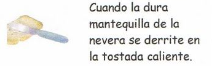 Cuando la dura
mantequilla de la
nevera se derrite en
la tostada caliente.